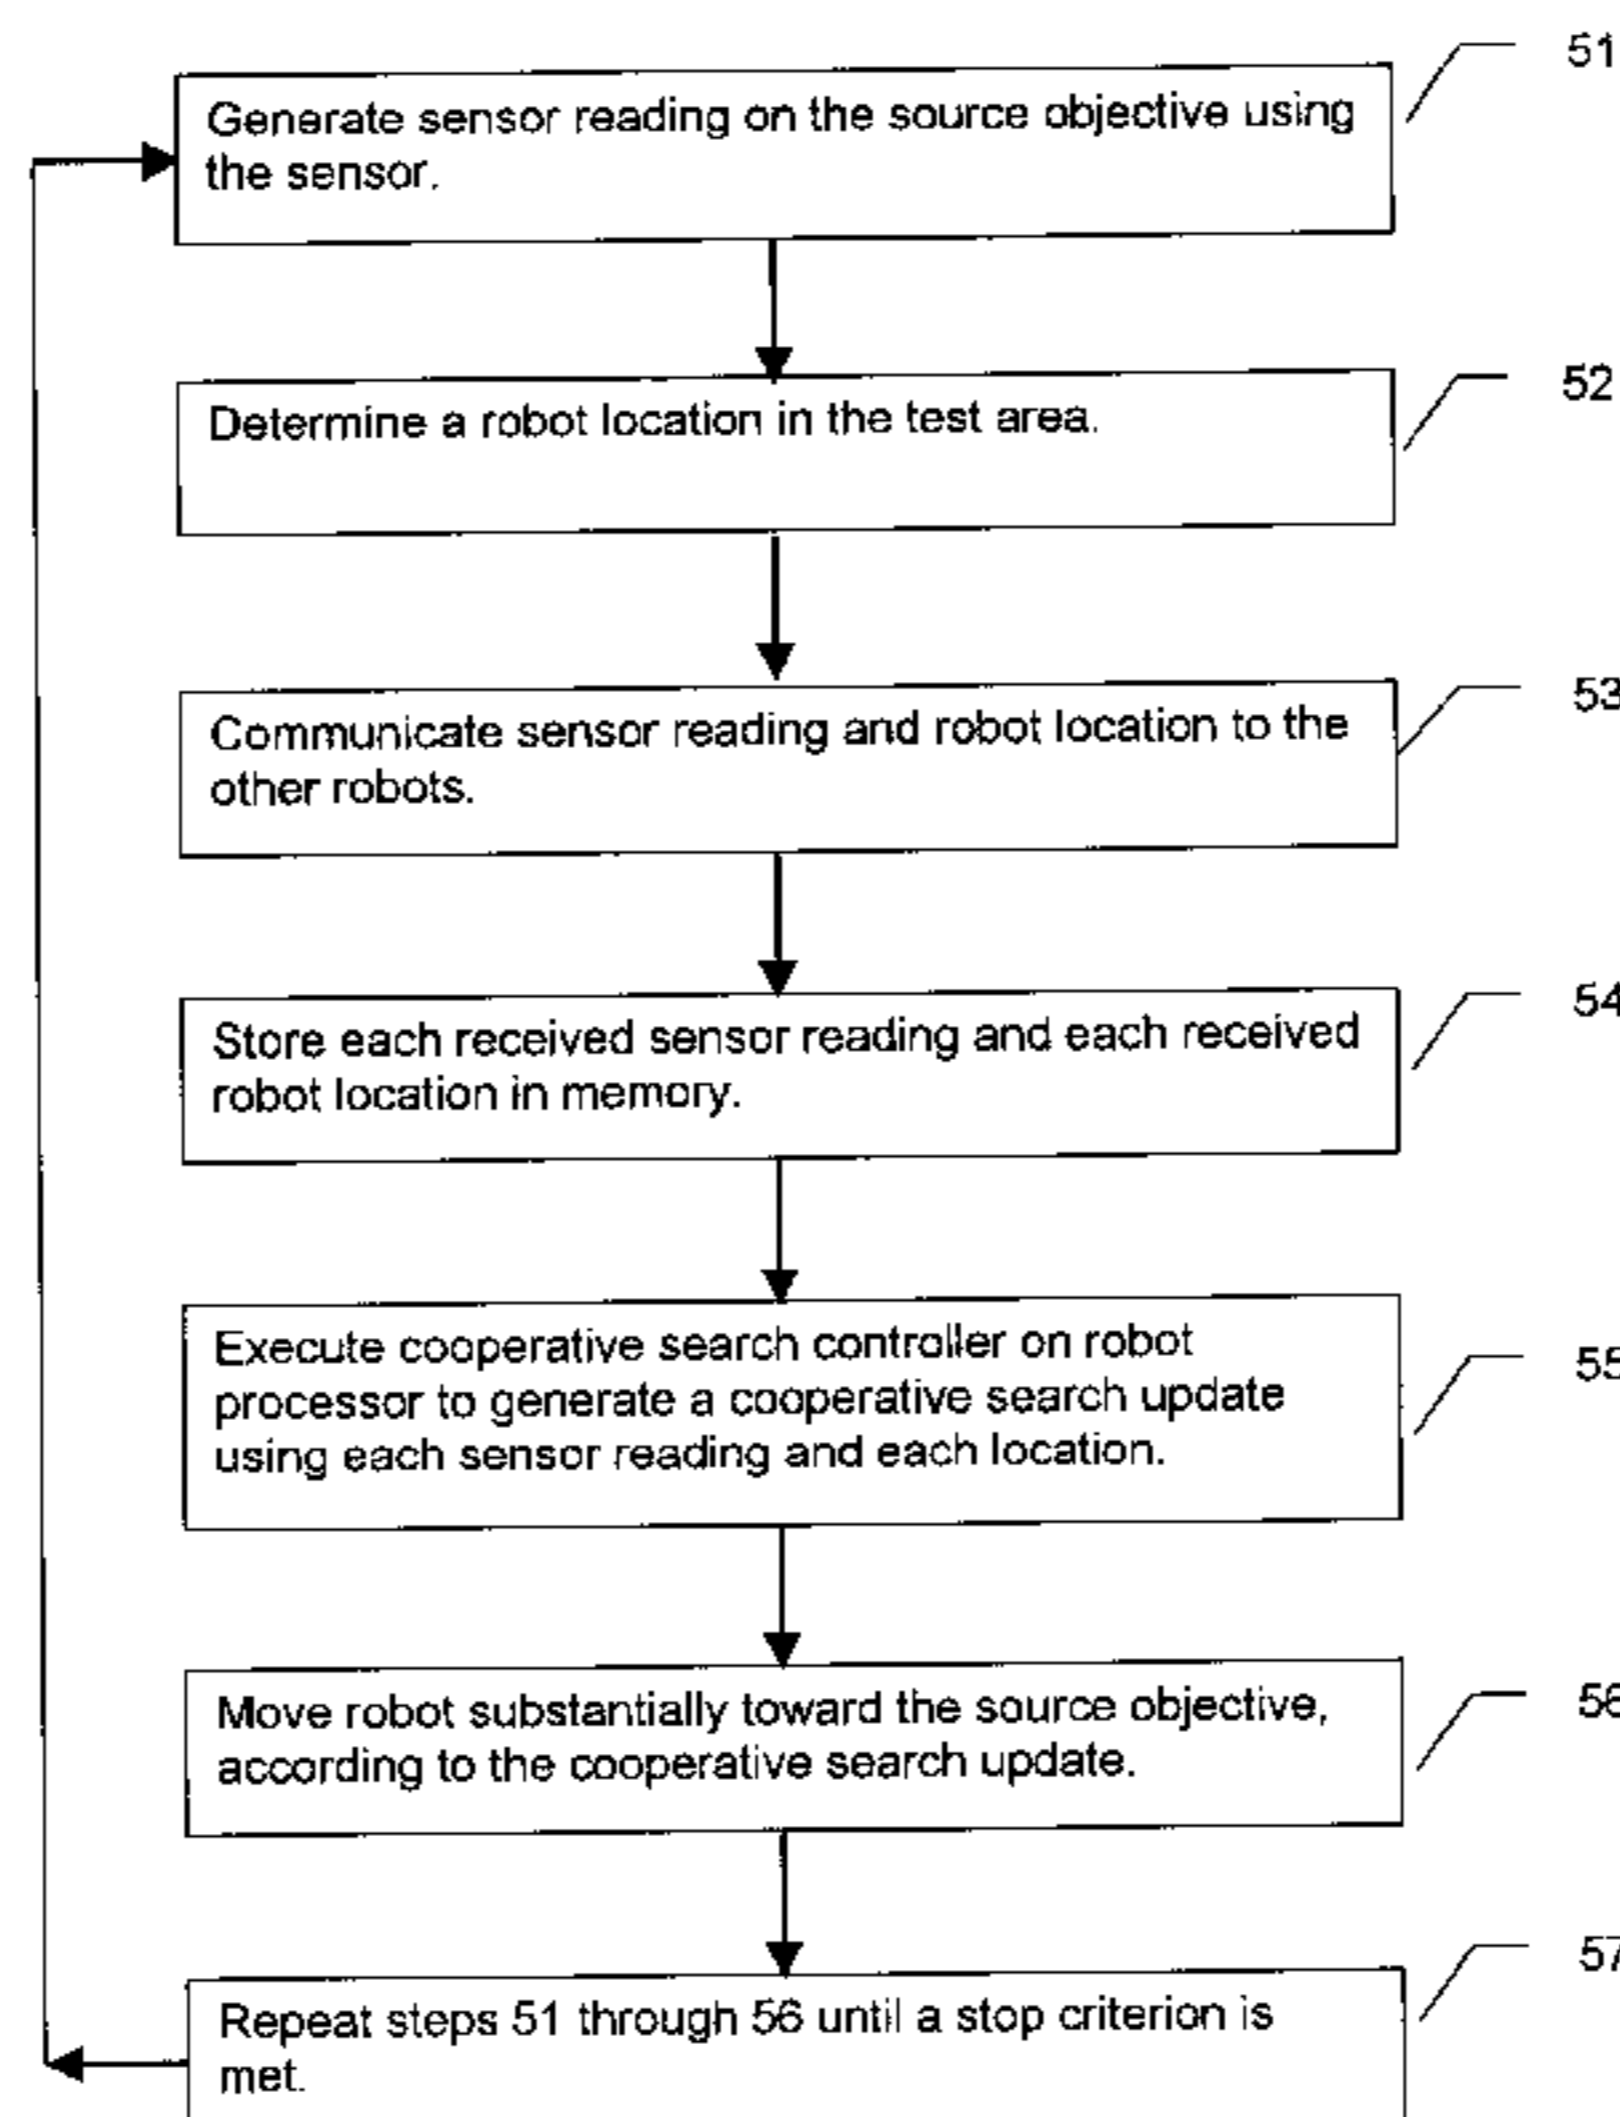 51
Generate sensor reading on the source objective using
the sensor.
52
Determine a robot location in the test area.
53
Communicate sensor reading and robot location to the
other robots.
54
Store each received sensor reading and each received
robot location in memory.
55
Execute cooperative search controller on robot
processor to generate a cooperative search update
using each sensor reading and each location.
56
Move robot substantially toward the source objective,
according to the cooperative search update.
57
Repeat steps 51 through 56 until a stop criterion is
met.